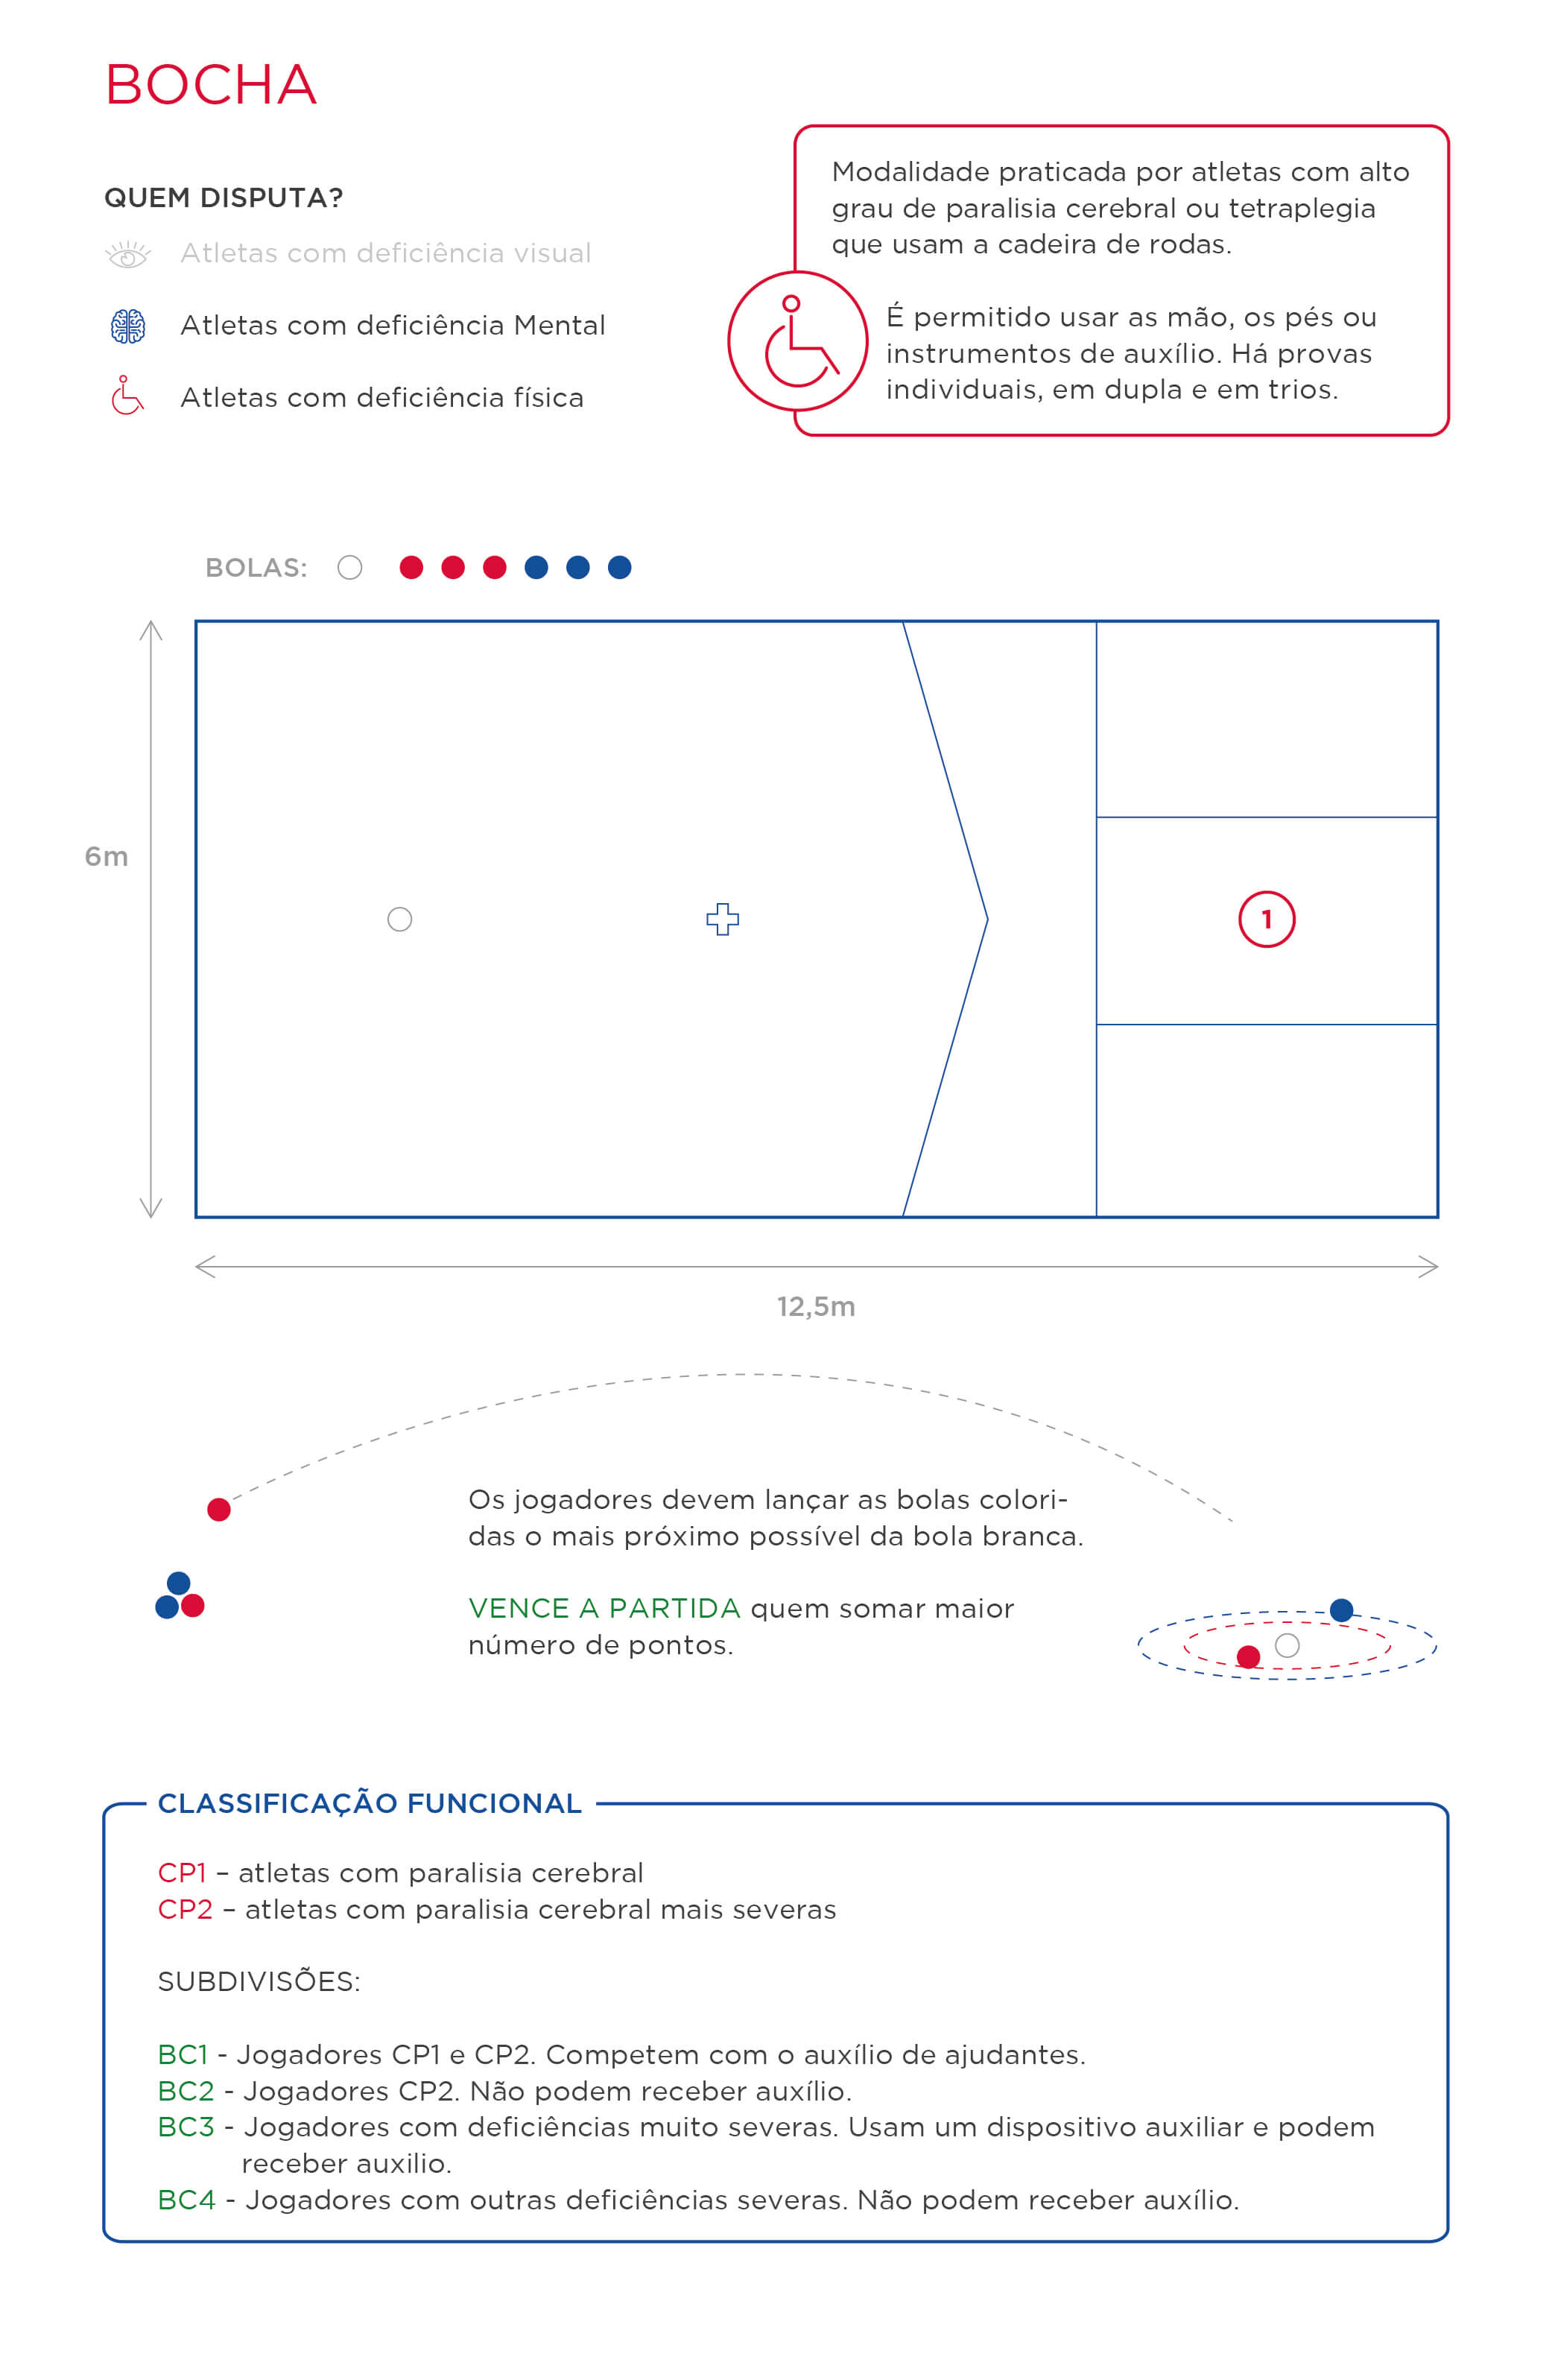 BOCHA
QUEM DISPUTA?
Atletas com deficiência visual
Atletas com deficiência Mental
Atletas com deficiência física
Modalidade praticada por atletas com alto
grau de paralisia cerebral ou tetraplegia
que usam a cadeira de rodas.
É permitido usar as mão, os pés ou
instrumentos de auxílio. Há provas
individuais, em dupla e em trios.
BOLAS:
6m
1
12,5m
Os jogadores devem lançar as bolas colori-
das o mais próximo possível da bola branca.
VENCE A PARTIDA quem somar maior
número de pontos.
CLASSIFICAÇÃO FUNCIONAL
CP1 – atletas com paralisia cerebral
CP2 – atletas com paralisia cerebral mais severas
SUBDIVISÕES:
BC1 - Jogadores CP1 e CP2. Competem com o auxílio de ajudantes.
BC2 - Jogadores CP2. Não podem receber auxílio.
BC3 - Jogadores com deficiências muito severas. Usam um dispositivo auxiliar e podem
receber auxilio.
BC4 - Jogadores com outras deficiências severas. Não podem receber auxílio.